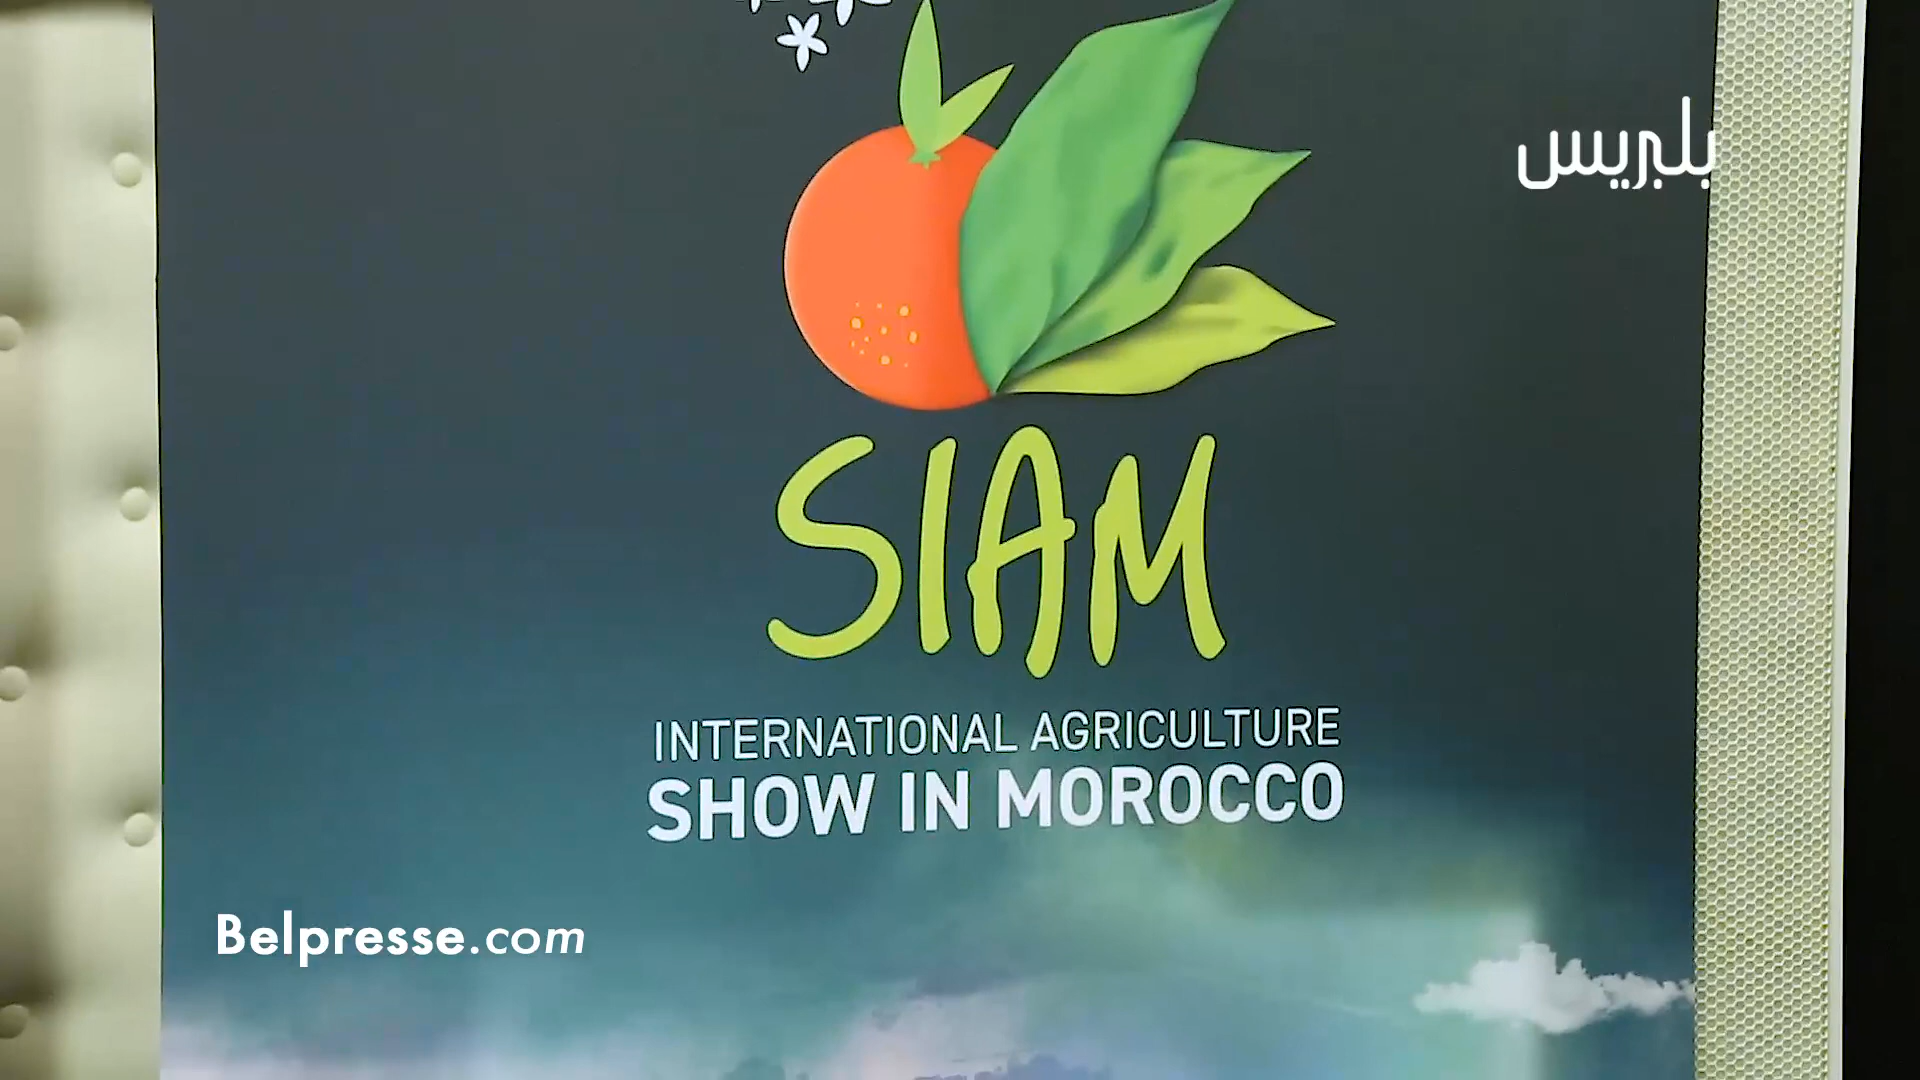 بلبريس
SIAM
INTERNATIONAL AGRICULTURE
SHOW IN MOROCCO
Belpresse.com